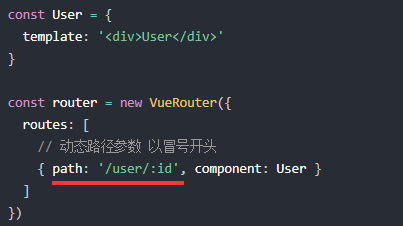 const User = {
  template: '<div>User</div>'
}
const router = new VueRouter({
  routes: [
    // 动态路径参数 以冒号开头
    { path: '/user/:id', component: User }
  ]
})